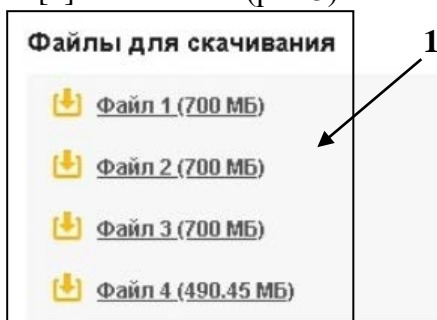 Файлы для скачивания
1
Файл 1 (700 МБ)
Файл 2 (700 МБ)
Файл 3 (700 МБ)
Файл 4 (490.45 МБ)